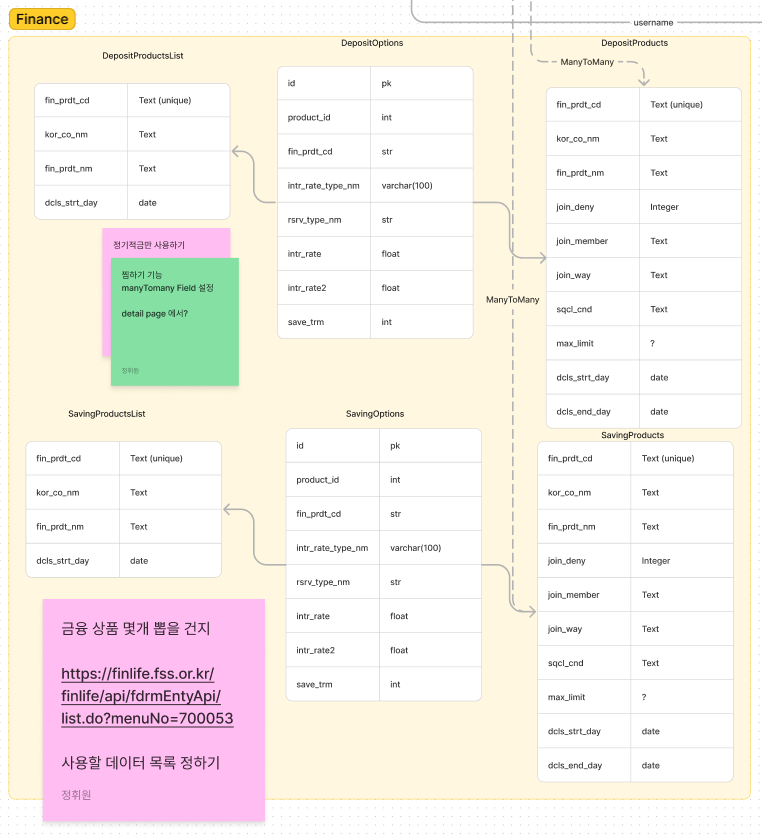 Finance
username
DepositProductsList
fin_prdt_cd Text (unique)
kor_co_nm Text
fin_prdt_nm Text
dcls_strt_day date
DepositOptions
id pk
product_id int
fin_prdt_cd str
intr_rate_type_nm varchar(100)
rsrv_type_nm str
intr_rate float
intr_rate2 float
save_trm int
DepositProducts
ManyToMany
fin_prdt_cd Text (unique)
kor_co_nm Text
fin_prdt_nm Text
join_deny Integer
join_member Text
join_way Text
sqcl_cnd Text
max_limit ?
dcls_strt_day date
dcls_end_day date
ManyToMany
정기적금만 사용하기
찜하기 기능
manyTomany Field 설정
detail page 에서?
정휘원
SavingProductsList
fin_prdt_cd Text (unique)
kor_co_nm Text
fin_prdt_nm Text
dcls_strt_day date
SavingOptions
id pk
product_id int
fin_prdt_cd str
intr_rate_type_nm varchar(100)
rsrv_type_nm str
intr_rate float
intr_rate2 float
save_trm int
SavingProducts
fin_prdt_cd Text (unique)
kor_co_nm Text
fin_prdt_nm Text
join_deny Integer
join_member Text
join_way Text
sqcl_cnd Text
max_limit ?
dcls_strt_day date
dcls_end_day date
금융 상품 몇개 뽑을 건지
https://finlife.fss.or.kr/
finlife/api/fdrmEntyApi/
list.do?menuNo=700053
사용할 데이터 목록 정하기
정휘원